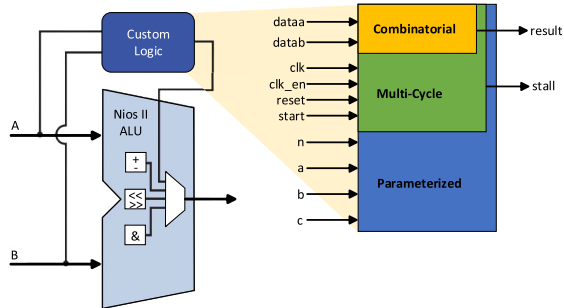 Custom
Logic
A
B
Nios II
ALU
+
-
<<
>>
&
dataa
datab
clk
clk_en
reset
start
n
a
b
c
Combinatorial
Multi-Cycle
Parameterized
result
stall